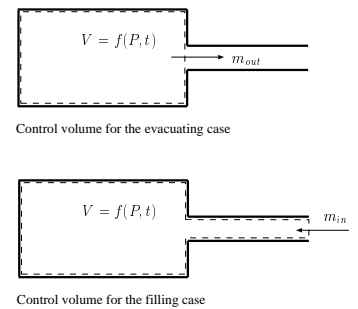 V = f(P, t)
m_out
Control volume for the evacuating case
V = f(P, t)
m_in
Control volume for the filling case